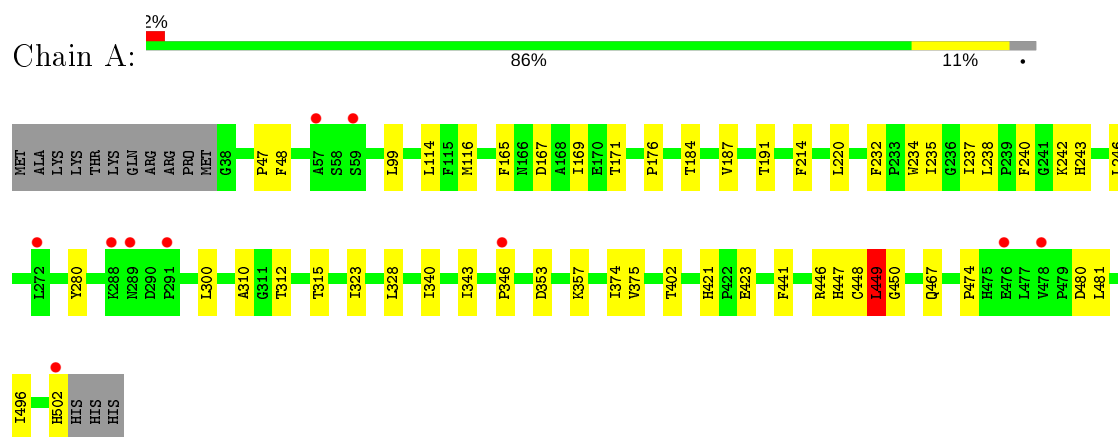 2%
Chain A:
86% 11% •
MET ALA LYS LYS THR LYS GLN ARG ARG PRO MET G38 P47 F48 A57 S58 S59 L99 L114 F115 M116 F165 N166 D167 A168 I169 E170 T171 P176 T184 V187 T191 F214 L220 F232 P233 W234 I235 G236 I237 L238 P239 F240 G241 K242 H243 L246
L272 Y280 K288 N289 D290 P291 L300 A310 G311 T312 T315 I323 L328 I340 I343 P346 D353 K357 I374 V375 T402 H421 P422 E423 F441 R446 H447 C448 L449 G450 Q467 P474 H475 E476 L477 V478 P479 D480 L481
I496 H502 HIS HIS HIS